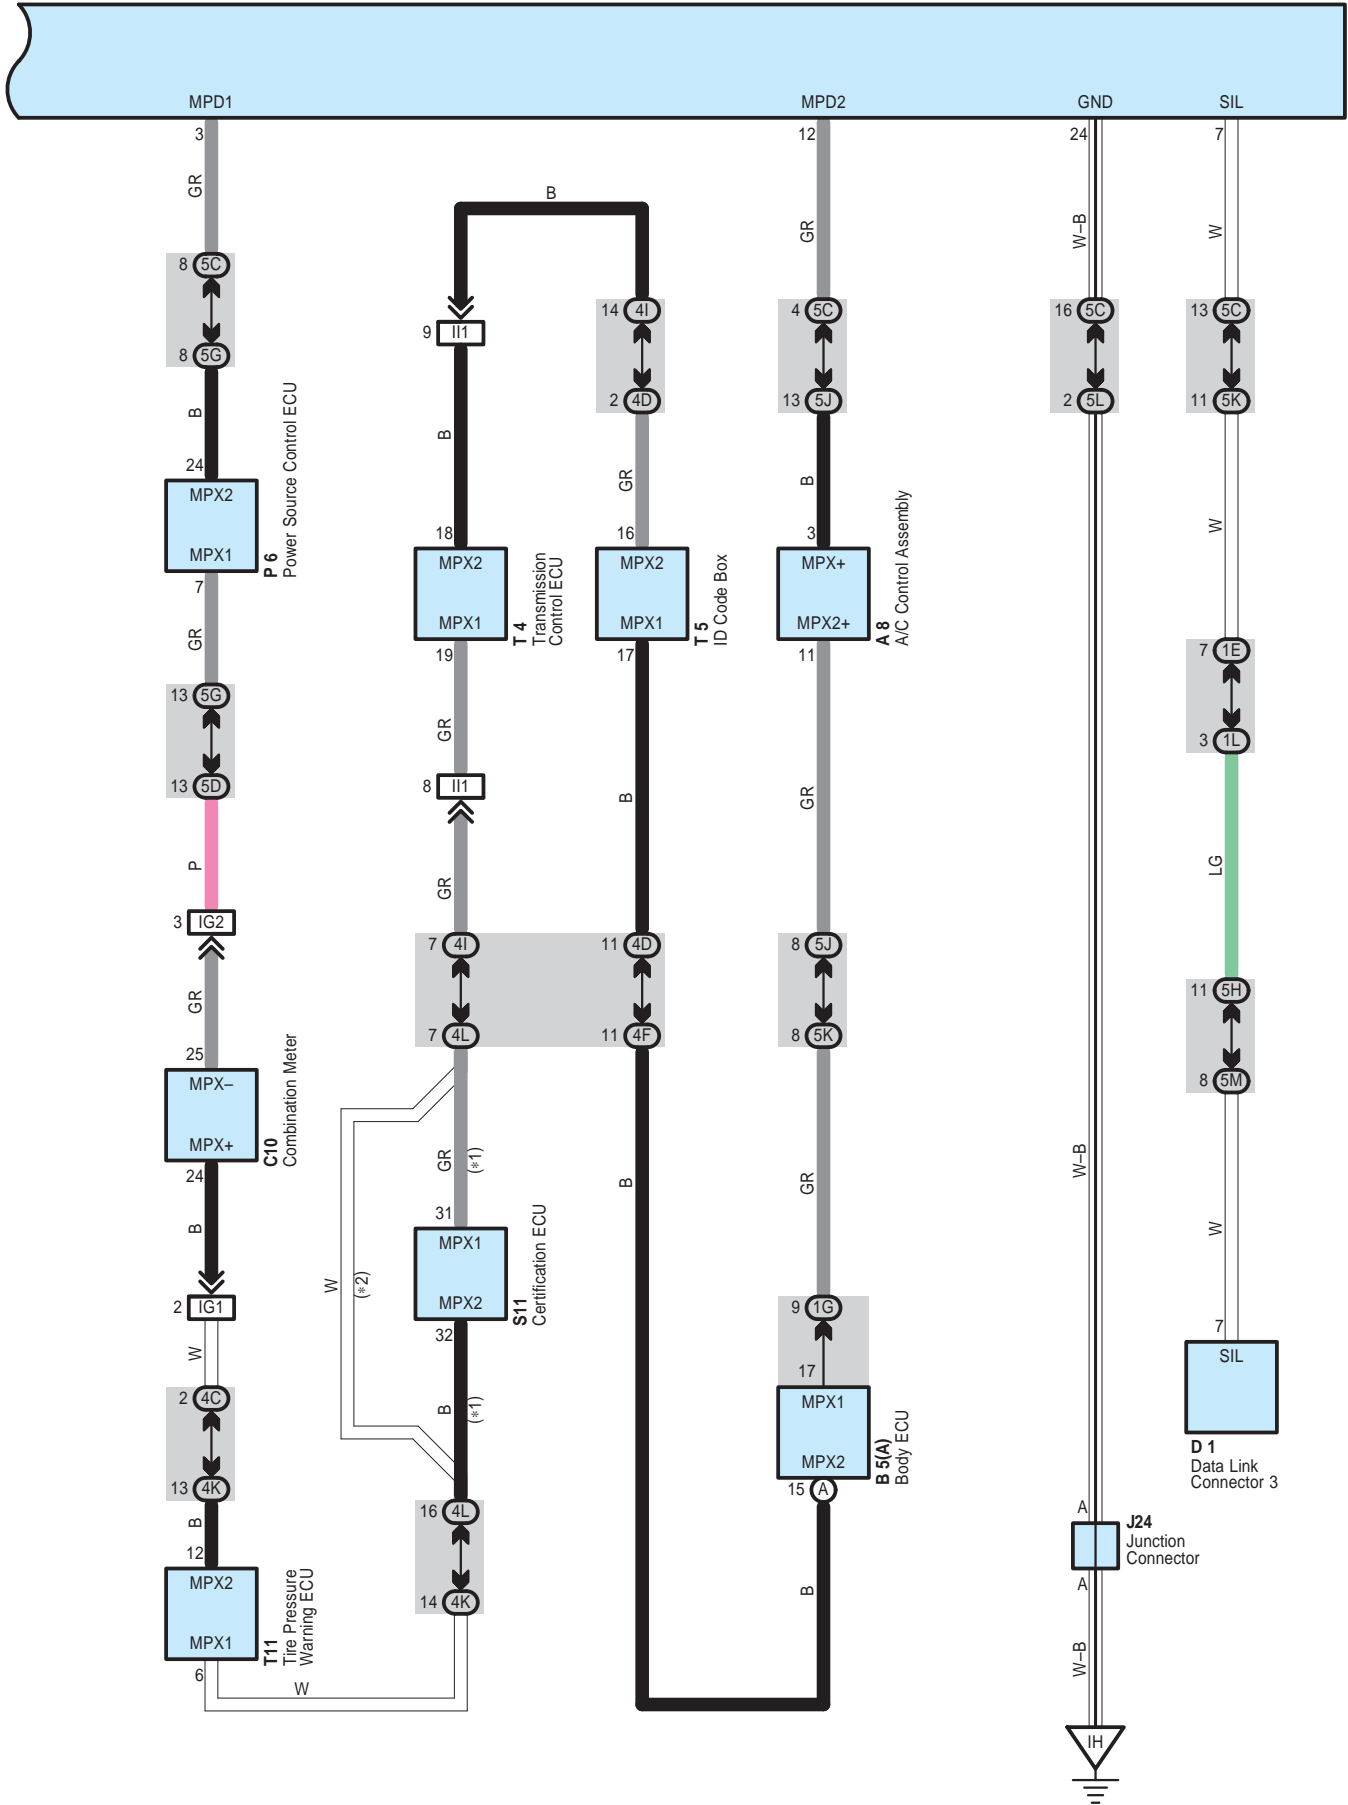 MPD1
MPD2
GND
SIL
3
12
24
7
GR
B
GR
W–B
W
8 5C
8 5G
9 II1
14 4I
2 4D
4 5C
13 5J
16 5C
2 5L
13 5C
11 5K
B
B
GR
B
W
24
MPX2
MPX1
7
P 6
Power Source Control ECU
18
MPX2
MPX1
19
T 4
Transmission
Control ECU
16
MPX2
MPX1
17
T 5
ID Code Box
3
MPX+
MPX2+
11
A 8
A/C Control Assembly
GR
13 5G
13 5D
GR
8 II1
B
GR
7 1E
3 1L
P
3 IG2
GR
LG
7 4I
7 4L
11 4D
11 4F
8 5J
8 5K
11 5H
8 5M
GR
25
MPX–
MPX+
24
C10
Combination Meter
GR
(*1)
B
GR
W–B
W
B
2 IG1
W
(*2)
31
MPX1
MPX2
32
S11
Certification ECU
9 1G
17
MPX1
MPX2
15 A
B 5(A)
Body ECU
7
SIL
D 1
Data Link
Connector 3
W
2 4C
13 4K
B
(*1)
16 4L
14 4K
B
12
MPX2
MPX1
6
T11
Tire Pressure
Warning ECU
W
B
A
J24
Junction
Connector
A
W–B
IH